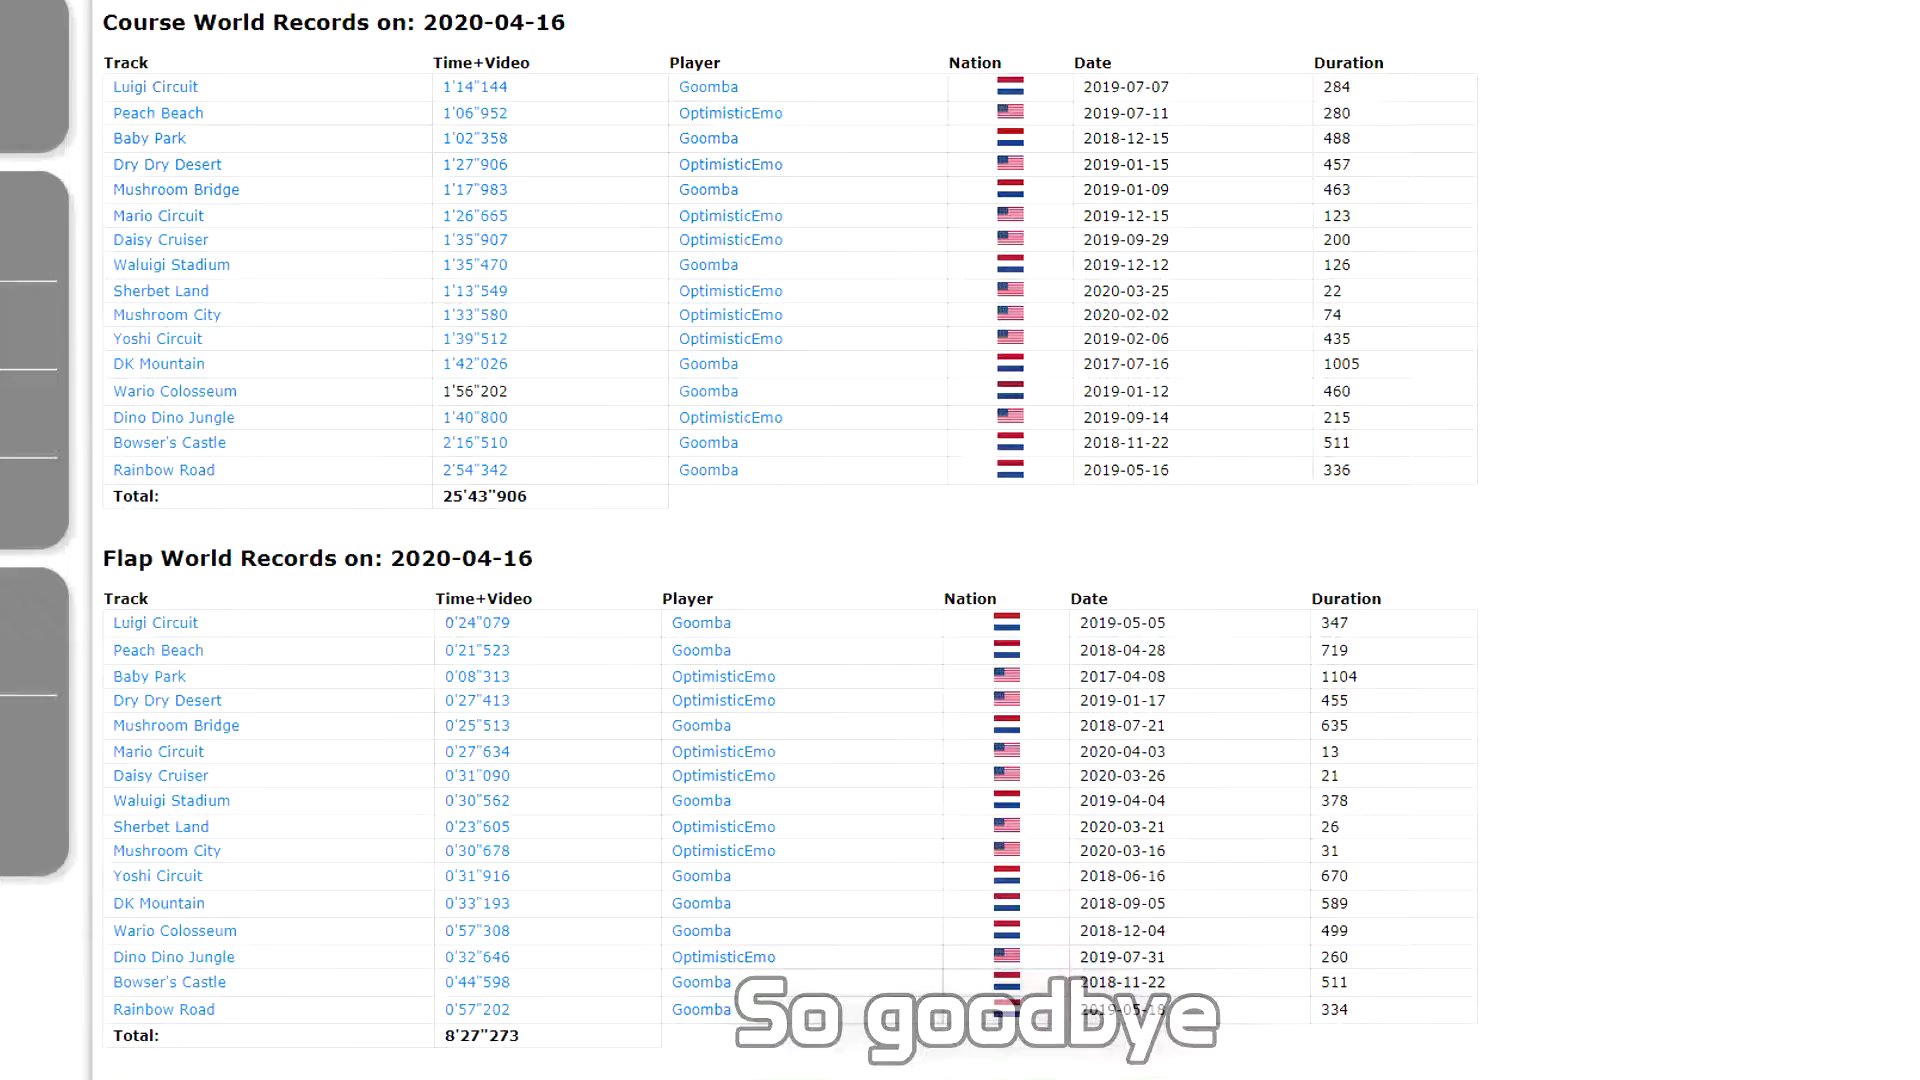 Course World Records on: 2020-04-16
Track Time+Video Player Nation Date Duration
Luigi Circuit 1'14"144 Goomba 2019-07-07 284
Peach Beach 1'06"952 OptimisticEmo 2019-07-11 280
Baby Park 1'02"358 Goomba 2018-12-15 488
Dry Dry Desert 1'27"906 OptimisticEmo 2019-01-15 457
Mushroom Bridge 1'17"983 Goomba 2019-01-09 463
Mario Circuit 1'26"665 OptimisticEmo 2019-12-15 123
Daisy Cruiser 1'35"907 OptimisticEmo 2019-09-29 200
Waluigi Stadium 1'35"470 Goomba 2019-12-12 126
Sherbet Land 1'13"549 OptimisticEmo 2020-03-25 22
Mushroom City 1'33"580 OptimisticEmo 2020-02-02 74
Yoshi Circuit 1'39"512 OptimisticEmo 2019-02-06 435
DK Mountain 1'42"026 Goomba 2017-07-16 1005
Wario Colosseum 1'56"202 Goomba 2019-01-12 460
Dino Dino Jungle 1'40"800 OptimisticEmo 2019-09-14 215
Bowser's Castle 2'16"510 Goomba 2018-11-22 511
Rainbow Road 2'54"342 Goomba 2019-05-16 336
Total: 25'43"906
Flap World Records on: 2020-04-16
Track Time+Video Player Nation Date Duration
Luigi Circuit 0'24"079 Goomba 2019-05-05 347
Peach Beach 0'21"523 Goomba 2018-04-28 719
Baby Park 0'08"313 OptimisticEmo 2017-04-08 1104
Dry Dry Desert 0'27"413 OptimisticEmo 2019-01-17 455
Mushroom Bridge 0'25"513 Goomba 2018-07-21 635
Mario Circuit 0'27"634 OptimisticEmo 2020-04-03 13
Daisy Cruiser 0'31"090 OptimisticEmo 2020-03-26 21
Waluigi Stadium 0'30"562 Goomba 2019-04-04 378
Sherbet Land 0'23"605 OptimisticEmo 2020-03-21 26
Mushroom City 0'30"678 OptimisticEmo 2020-03-16 31
Yoshi Circuit 0'31"916 Goomba 2018-06-16 670
DK Mountain 0'33"193 Goomba 2018-09-05 589
Wario Colosseum 0'57"308 Goomba 2018-12-04 499
Dino Dino Jungle 0'32"646 OptimisticEmo 2019-07-31 260
Bowser's Castle 0'44"598 Goomba 2018-11-22 511
Rainbow Road 0'57"202 Goomba 2019-05-18 334
Total: 8'27"273
So goodbye